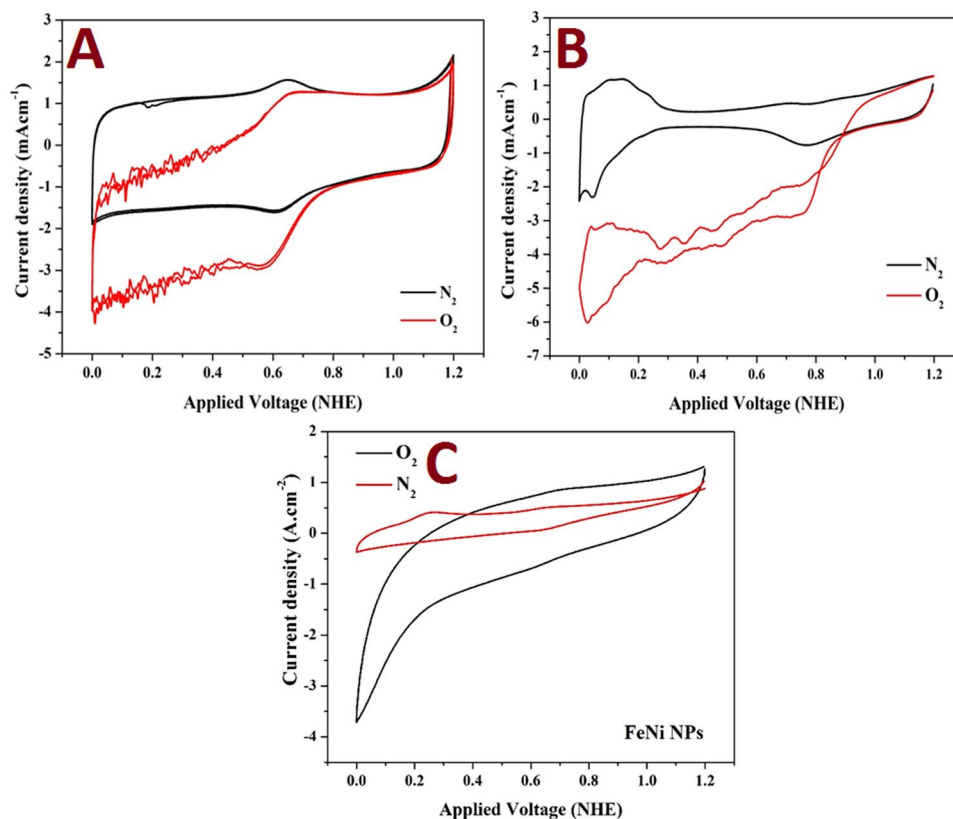 A
3
2
1
0
-1
-2
-3
-4
-5
Current density (mAcm⁻¹)
N₂
O₂
0.0 0.2 0.4 0.6 0.8 1.0 1.2
Applied Voltage (NHE)
B
3
2
1
0
-1
-2
-3
-4
-5
-6
-7
Current density (mAcm⁻¹)
N₂
O₂
0.0 0.2 0.4 0.6 0.8 1.0 1.2
Applied Voltage (NHE)
C
2
1
0
-1
-2
-3
-4
Current density (A.cm⁻²)
O₂
N₂
FeNi NPs
0.0 0.2 0.4 0.6 0.8 1.0 1.2
Applied Voltage (NHE)